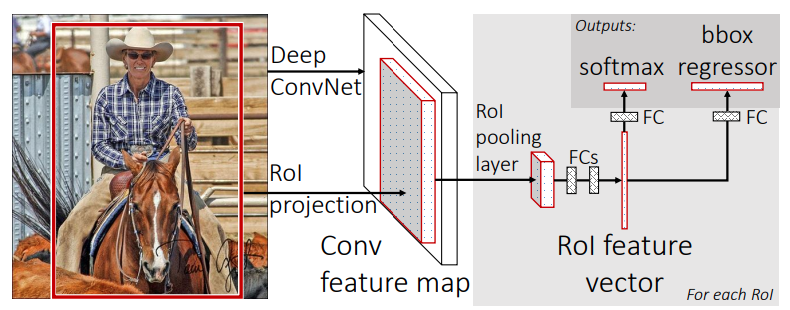 Deep
ConvNet
RoI
projection
Conv
feature map
RoI
pooling
layer
FCs
RoI feature
vector
Outputs:
softmax
bbox
regressor
FC
FC
For each RoI